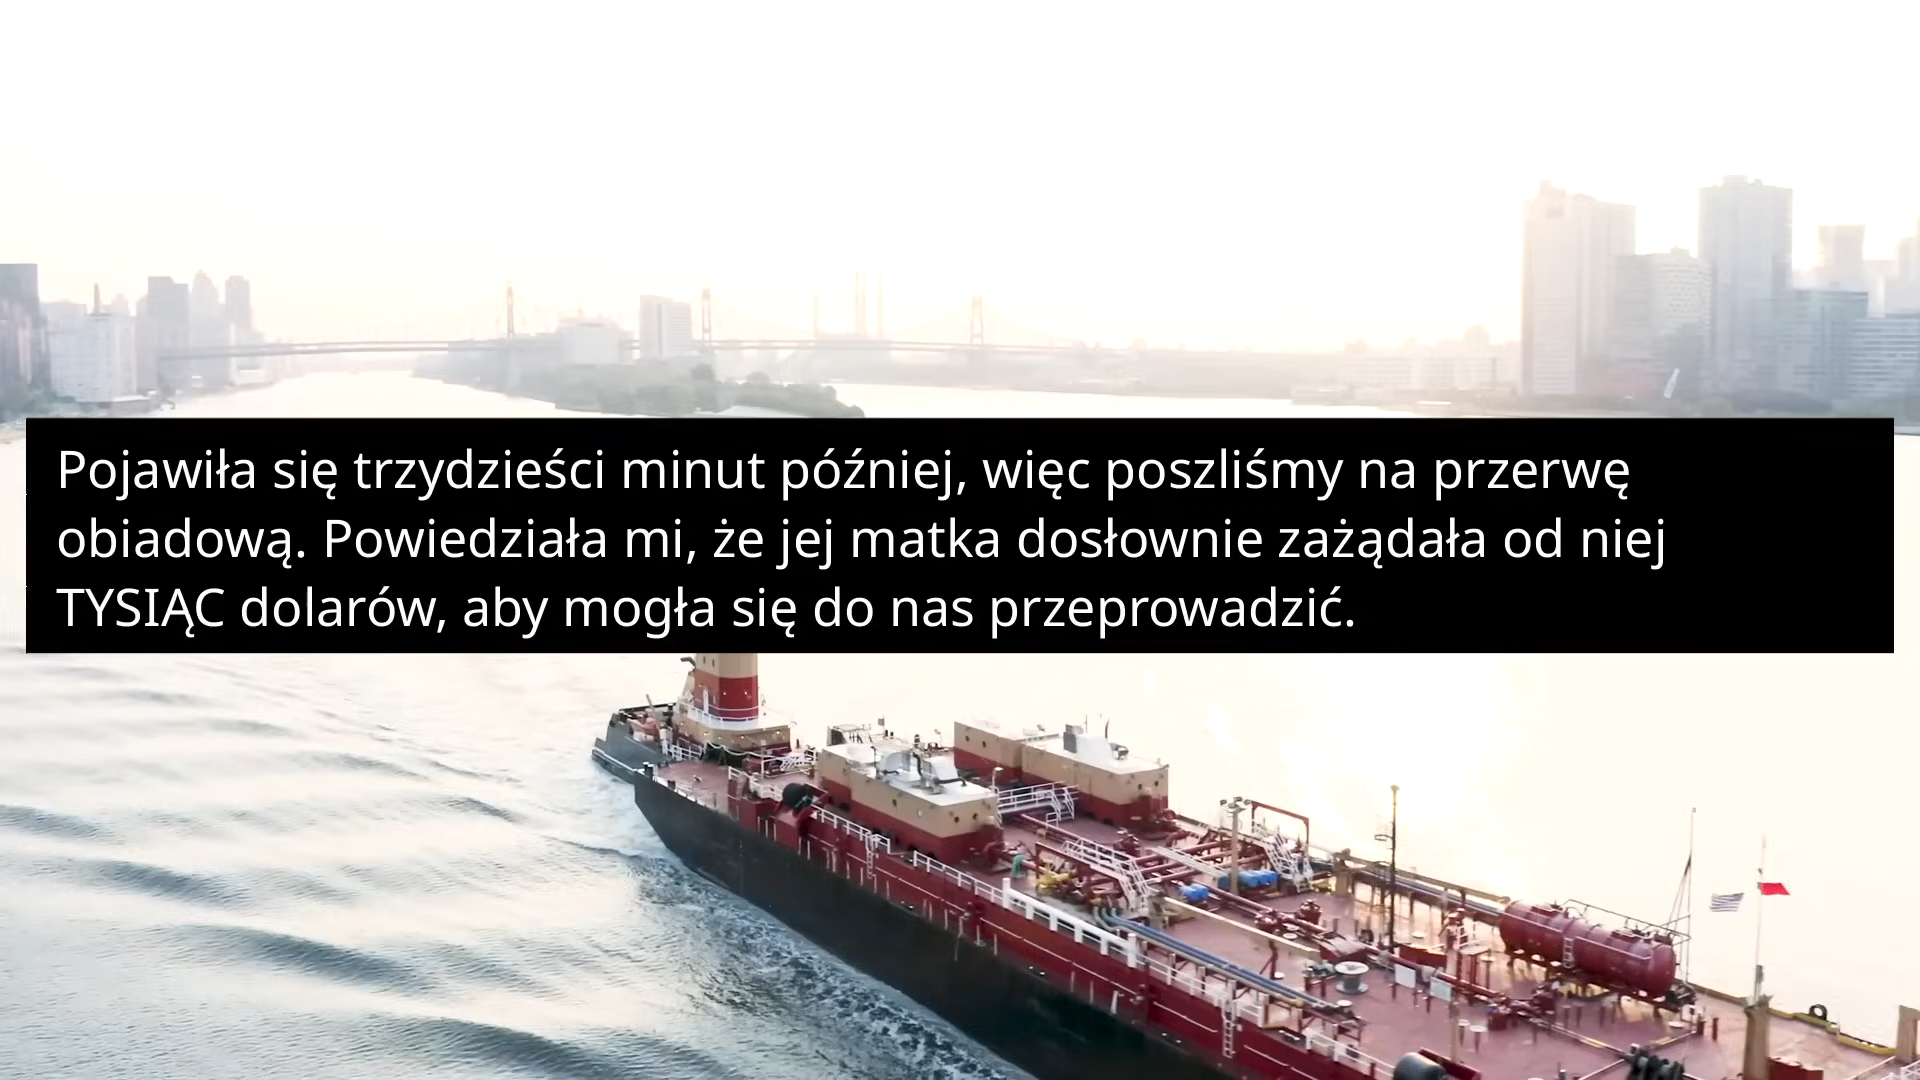 Pojawiła się trzydzieści minut później, więc poszliśmy na przerwę
obiadową. Powiedziała mi, że jej matka dosłownie zażądała od niej
TYSIĄC dolarów, aby mogła się do nas przeprowadzić.